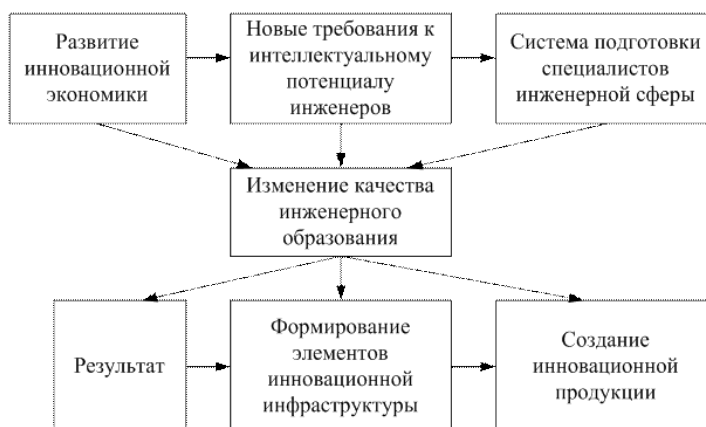 Развитие
инновационной
экономики
Новые требования к
интеллектуальному
потенциалу
инженеров
Система подготовки
специалистов
инженерной сферы
Изменение качества
инженерного
образования
Результат
Формирование
элементов
инновационной
инфраструктуры
Создание
инновационной
продукции